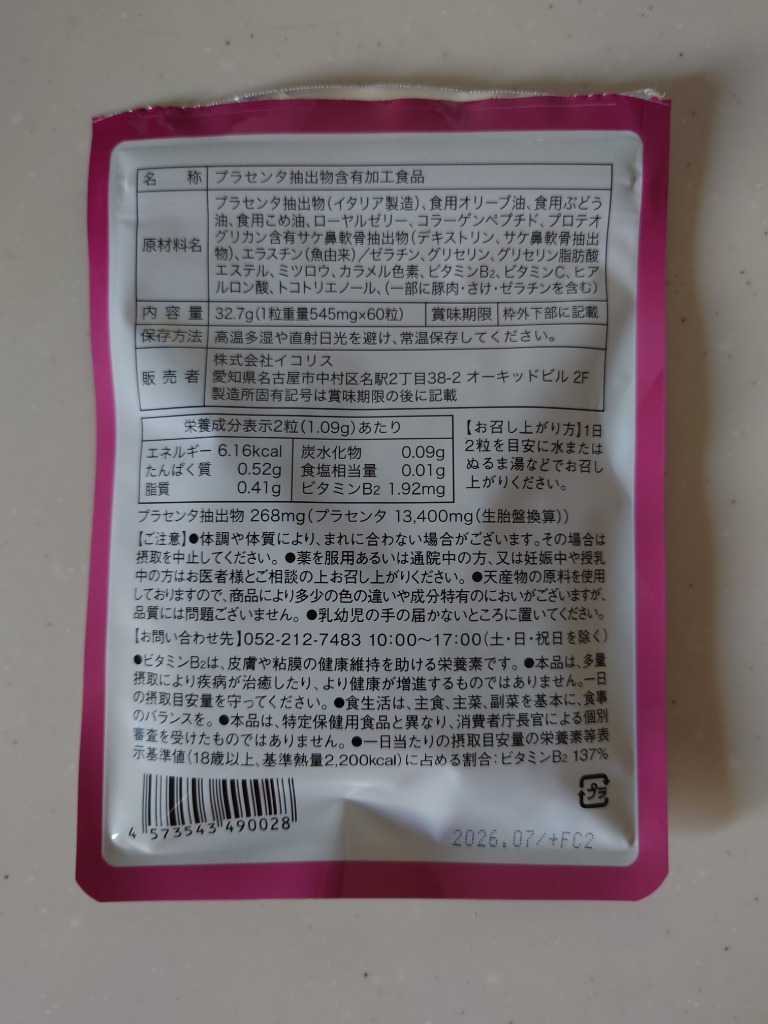 名 称 プラセンタ抽出物含有加工食品
原材料名 プラセンタ抽出物(イタリア製造)、食用オリーブ油、食用ぶどう
油、食用こめ油、ローヤルゼリー、コラーゲンペプチド、プロテオ
グリカン含有サケ鼻軟骨抽出物(デキストリン、サケ鼻軟骨抽出
物)、エラスチン(魚由来)/ゼラチン、グリセリン、グリセリン脂肪酸
エステル、ミツロウ、カラメル色素、ビタミンB₂、ビタミンC、ヒア
ルロン酸、トコトリエノール、(一部に豚肉・さけ・ゼラチンを含む)
内容量 32.7g(1粒重量545mg×60粒) 賞味期限 枠外下部に記載
保存方法 高温多湿や直射日光を避け、常温保存してください。
販売者 株式会社イコリス
愛知県名古屋市中村区名駅2丁目38-2 オーキッドビル 2F
製造所固有記号は賞味期限の後に記載
栄養成分表示2粒(1.09g)あたり
エネルギー 6.16kcal 炭水化物 0.09g
たんぱく質 0.52g 食塩相当量 0.01g
脂質 0.41g ビタミンB₂ 1.92mg
【お召し上がり方】1日
2粒を目安に水または
ぬるま湯などでお召し
上がりください。
プラセンタ抽出物 268mg(プラセンタ 13,400mg(生胎盤換算))
【ご注意】●体調や体質により、まれに合わない場合がございます。その場合は
摂取を中止してください。●薬を服用あるいは通院中の方、又は妊娠中や授乳
中の方はお医者様とご相談の上お召し上がりください。●天産物の原料を使用
しておりますので、商品により多少の色の違いや成分特有のにおいがございますが、
品質には問題ございません。●乳幼児の手の届かないところに置いてください。
【お問い合わせ先】052-212-7483 10:00～17:00(土・日・祝日を除く)
●ビタミンB₂は、皮膚や粘膜の健康維持を助ける栄養素です。●本品は、多量
摂取により疾病が治癒したり、より健康が増進するものではありません。一日
の摂取目安量を守ってください。●食生活は、主食、主菜、副菜を基本に、食事
のバランスを。●本品は、特定保健用食品と異なり、消費者庁長官による個別
審査を受けたものではありません。●一日当たりの摂取目安量の栄養素等表
示基準値(18歳以上、基準熱量2,200kcal)に占める割合:ビタミンB₂ 137%
プラ
4 573543 490028
2026.07/+FC2